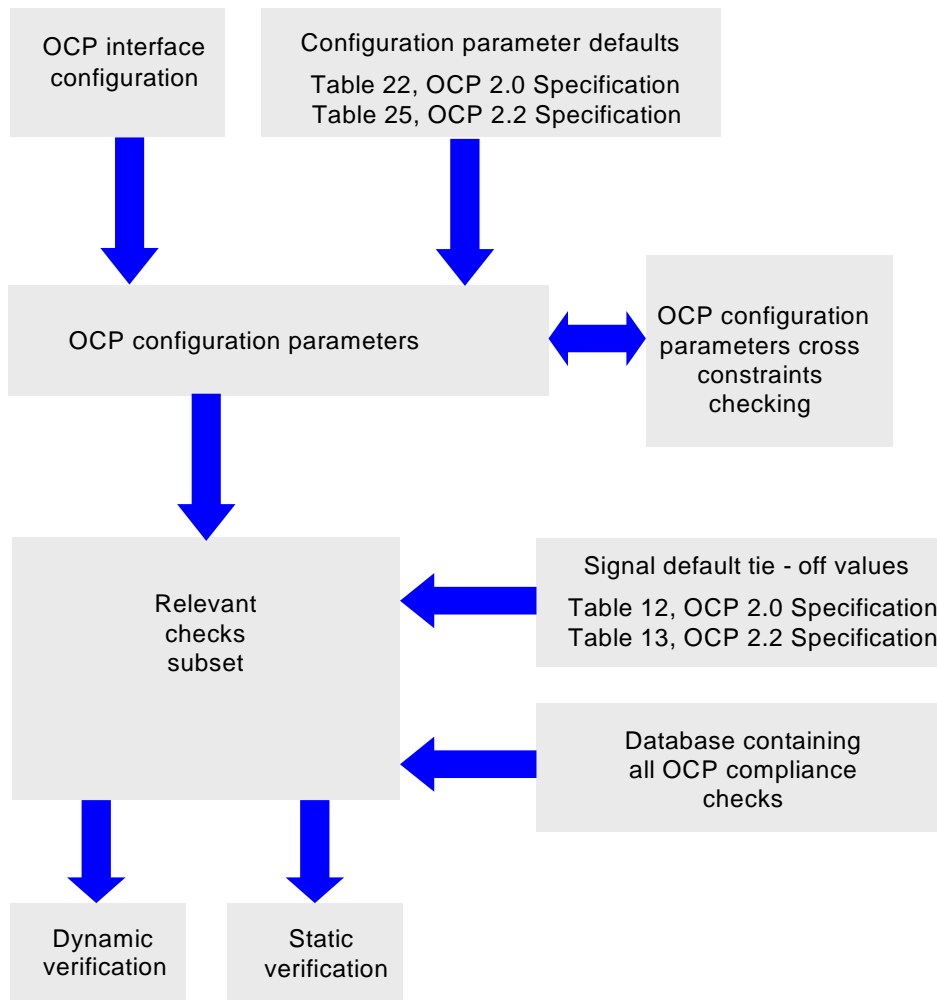 OCP interface
configuration
Configuration parameter defaults
Table 22, OCP 2.0 Specification
Table 25, OCP 2.2 Specification
OCP configuration parameters
OCP configuration
parameters cross
constraints
checking
Relevant
checks
subset
Signal default tie - off values
Table 12, OCP 2.0 Specification
Table 13, OCP 2.2 Specification
Database containing
all OCP compliance
checks
Dynamic
verification
Static
verification